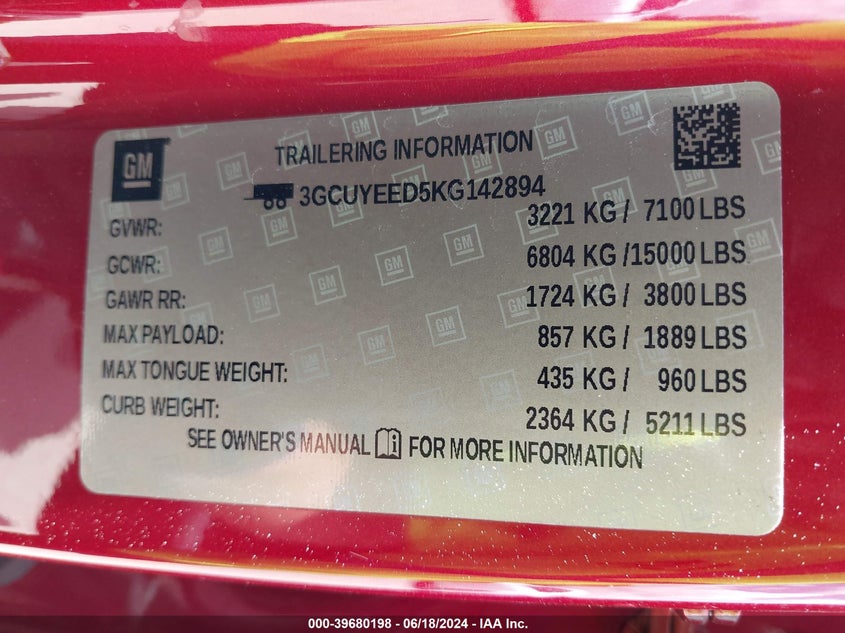 GM
TRAILERING INFORMATION
3GCUYEED5KG142894
GVWR: 3221 KG / 7100 LBS
GCWR: 6804 KG /15000 LBS
GAWR RR: 1724 KG / 3800 LBS
MAX PAYLOAD: 857 KG / 1889 LBS
MAX TONGUE WEIGHT: 435 KG / 960 LBS
CURB WEIGHT: 2364 KG / 5211 LBS
SEE OWNER'S MANUAL FOR MORE INFORMATION
000-39680198 - 06/18/2024 - IAA Inc.